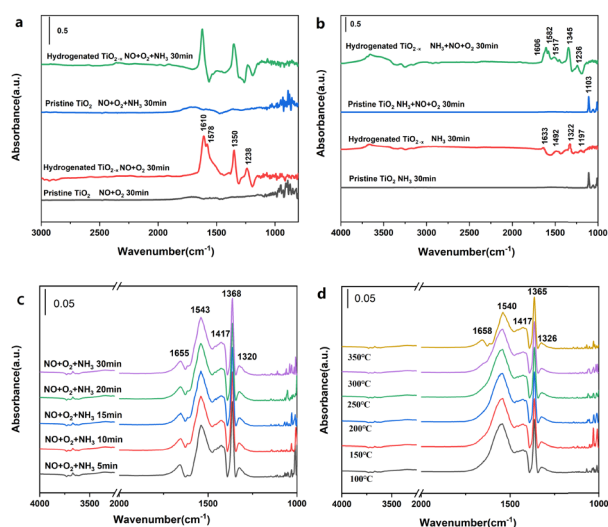 a
0.5
Hydrogenated TiO2-x NO+O2+NH3 30min
Pristine TiO2 NO+O2+NH3 30min
1610
1578
1350
1238
Hydrogenated TiO2-x NO+O2 30min
Pristine TiO2 NO+O2 30min
Absorbance(a.u.)
3000 2500 2000 1500 1000
Wavenumber(cm-1)
b
0.5
Hydrogenated TiO2-x NH3+NO+O2 30min
1606
1582
1517
1345
1236
Pristine TiO2 NH3+NO+O2 30min
1103
Hydrogenated TiO2-x NH3 30min
1633
1492
1322
1197
Pristine TiO2 NH3 30min
Absorbance(a.u.)
4000 3500 3000 2500 2000 1500 1000
Wavenumber(cm-1)
c
0.05
1655
1543
1417
1368
1320
NO+O2+NH3 30min
NO+O2+NH3 20min
NO+O2+NH3 15min
NO+O2+NH3 10min
NO+O2+NH3 5min
Absorbance(a.u.)
4000 2000 1500 1000
Wavenumber(cm-1)
d
0.05
1658
1540
1417
1365
1326
350℃
300℃
250℃
200℃
150℃
100℃
Absorbance(a.u.)
4000 2000 1500 1000
Wavenumber(cm-1)